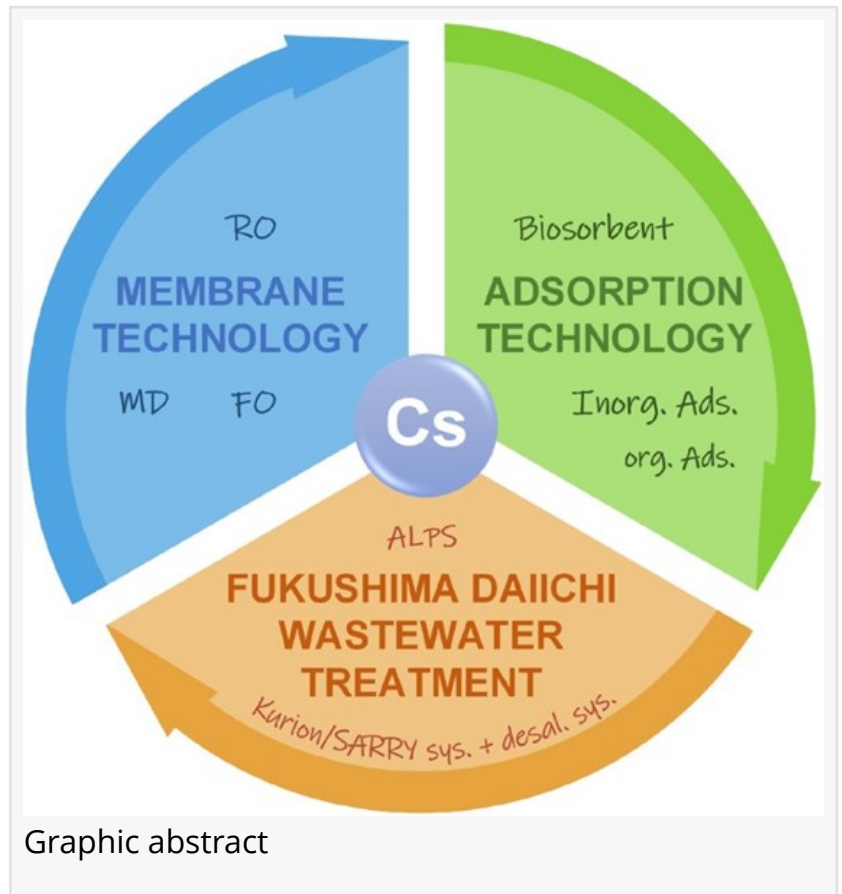 RO
MEMBRANE
TECHNOLOGY
MD FO
Biosorbent
ADSORPTION
TECHNOLOGY
Inorg. Ads.
org. Ads.
Cs
ALPS
FUKUSHIMA DAIICHI
WASTEWATER
TREATMENT
Kurion/SARRY sys. + desal. sys.
Graphic abstract